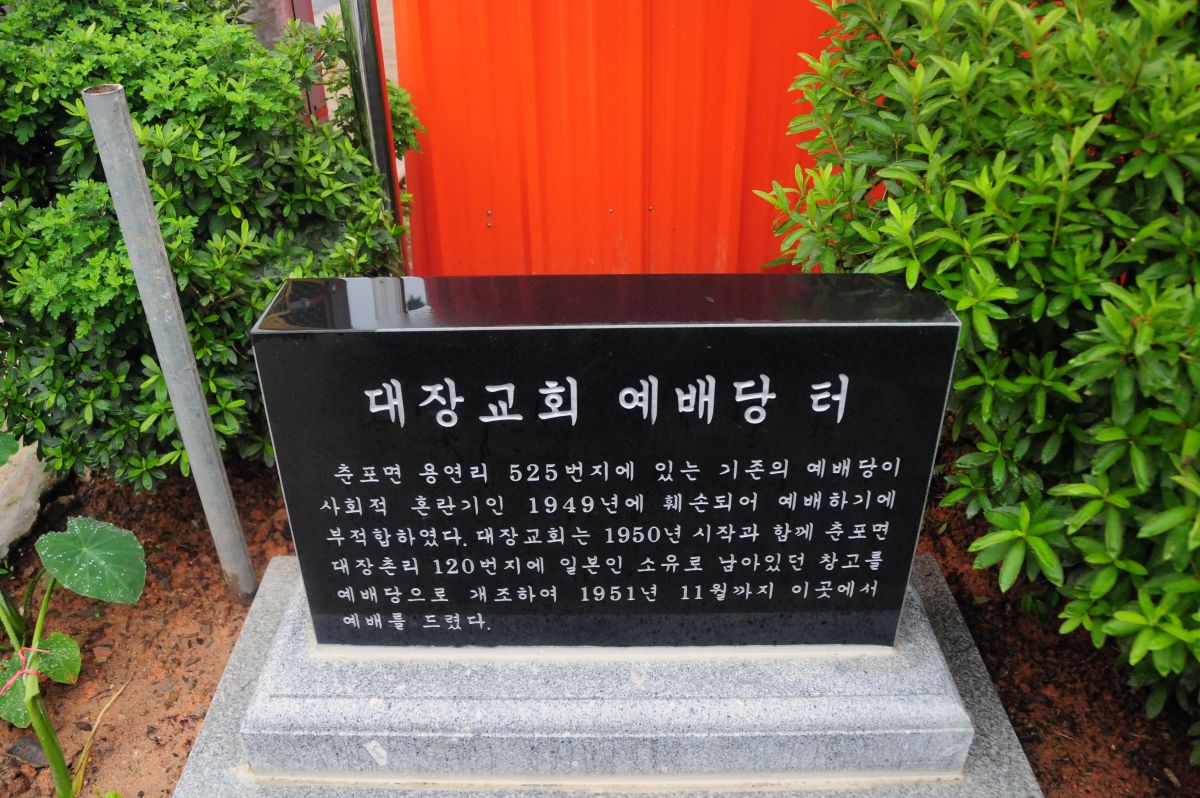 대장교회 예배당 터
춘포면 용연리 525번지에 있는 기존의 예배당이
사회적 혼란기인 1949년에 훼손되어 예배하기에
부적합하였다. 대장교회는 1950년 시작과 함께 춘포면
대장촌리 120번지에 일본인 소유로 남아있던 창고를
예배당으로 개조하여 1951년 11월까지 이곳에서
예배를 드렸다.